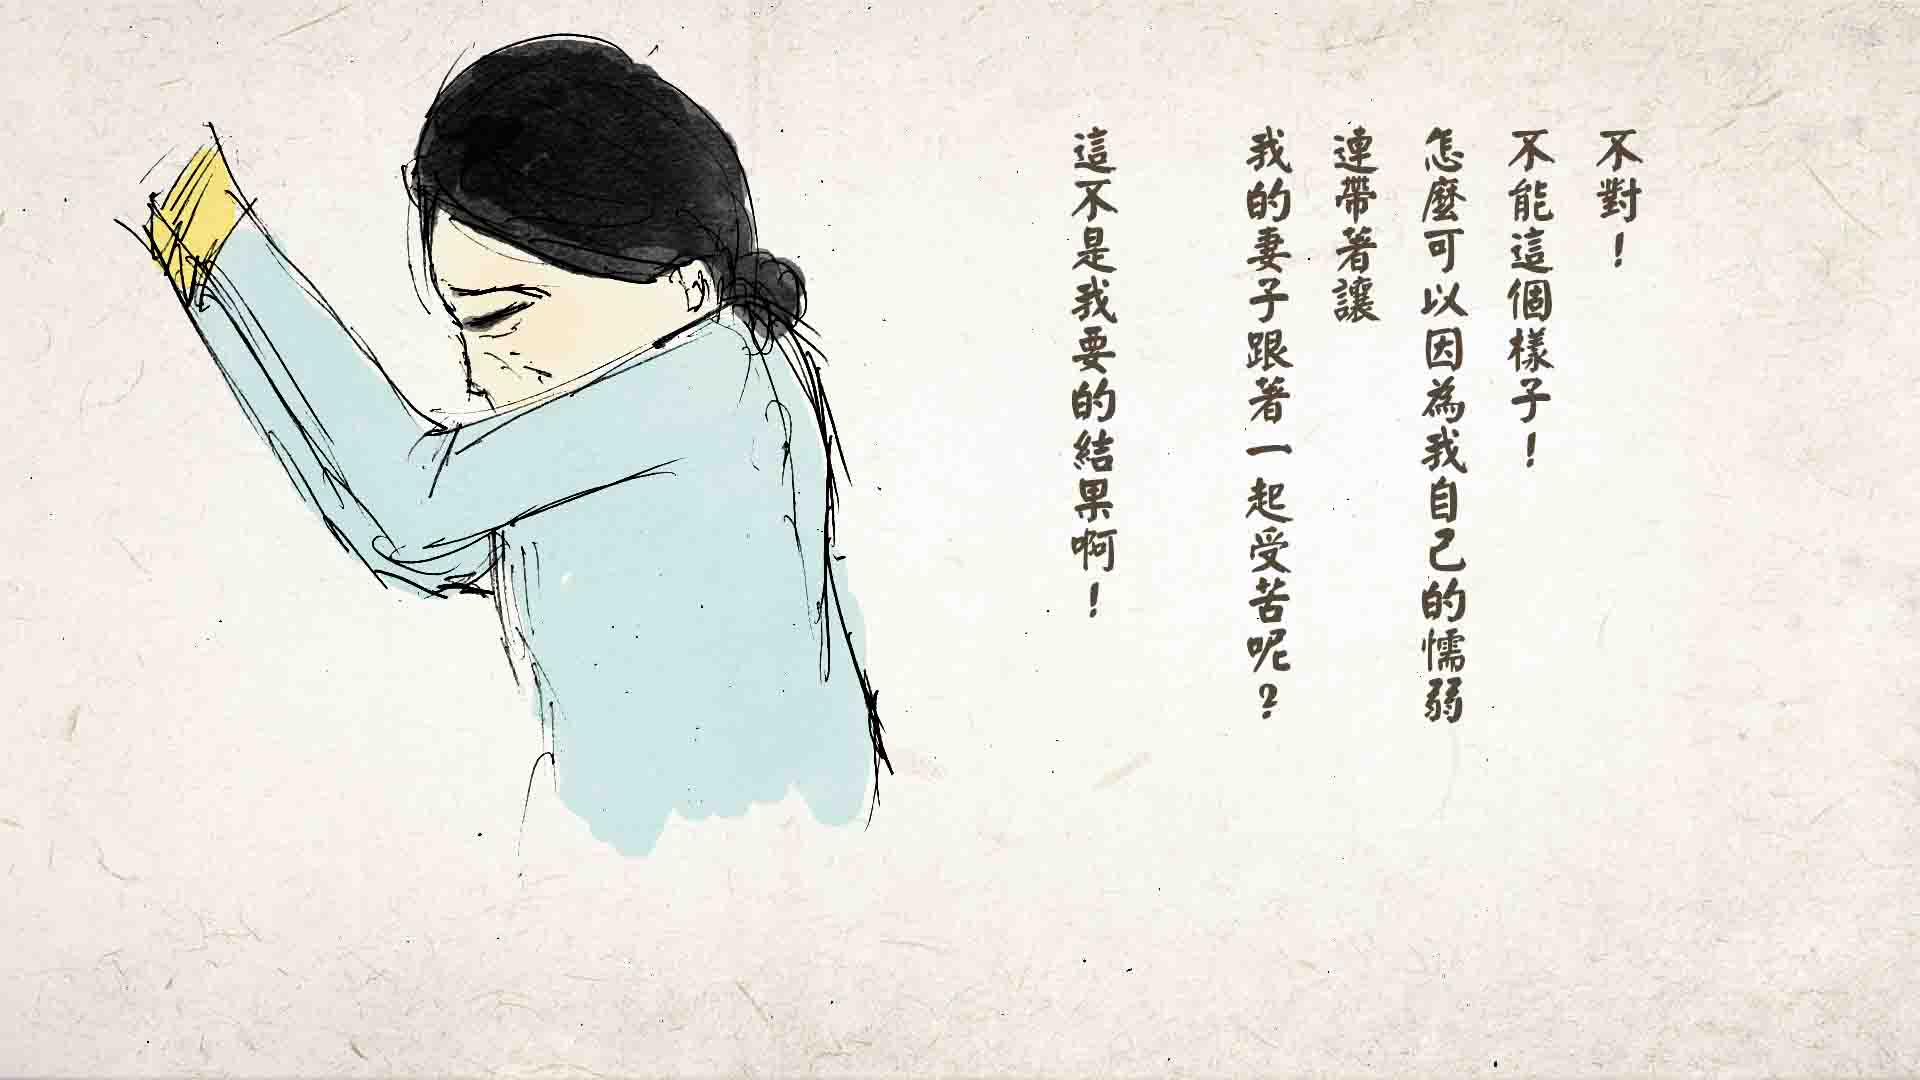 不對！
不能這個樣子！
怎麼可以因為我自己的懦弱
連帶著讓
我的妻子跟著一起受苦呢？
這不是我要的結果啊！